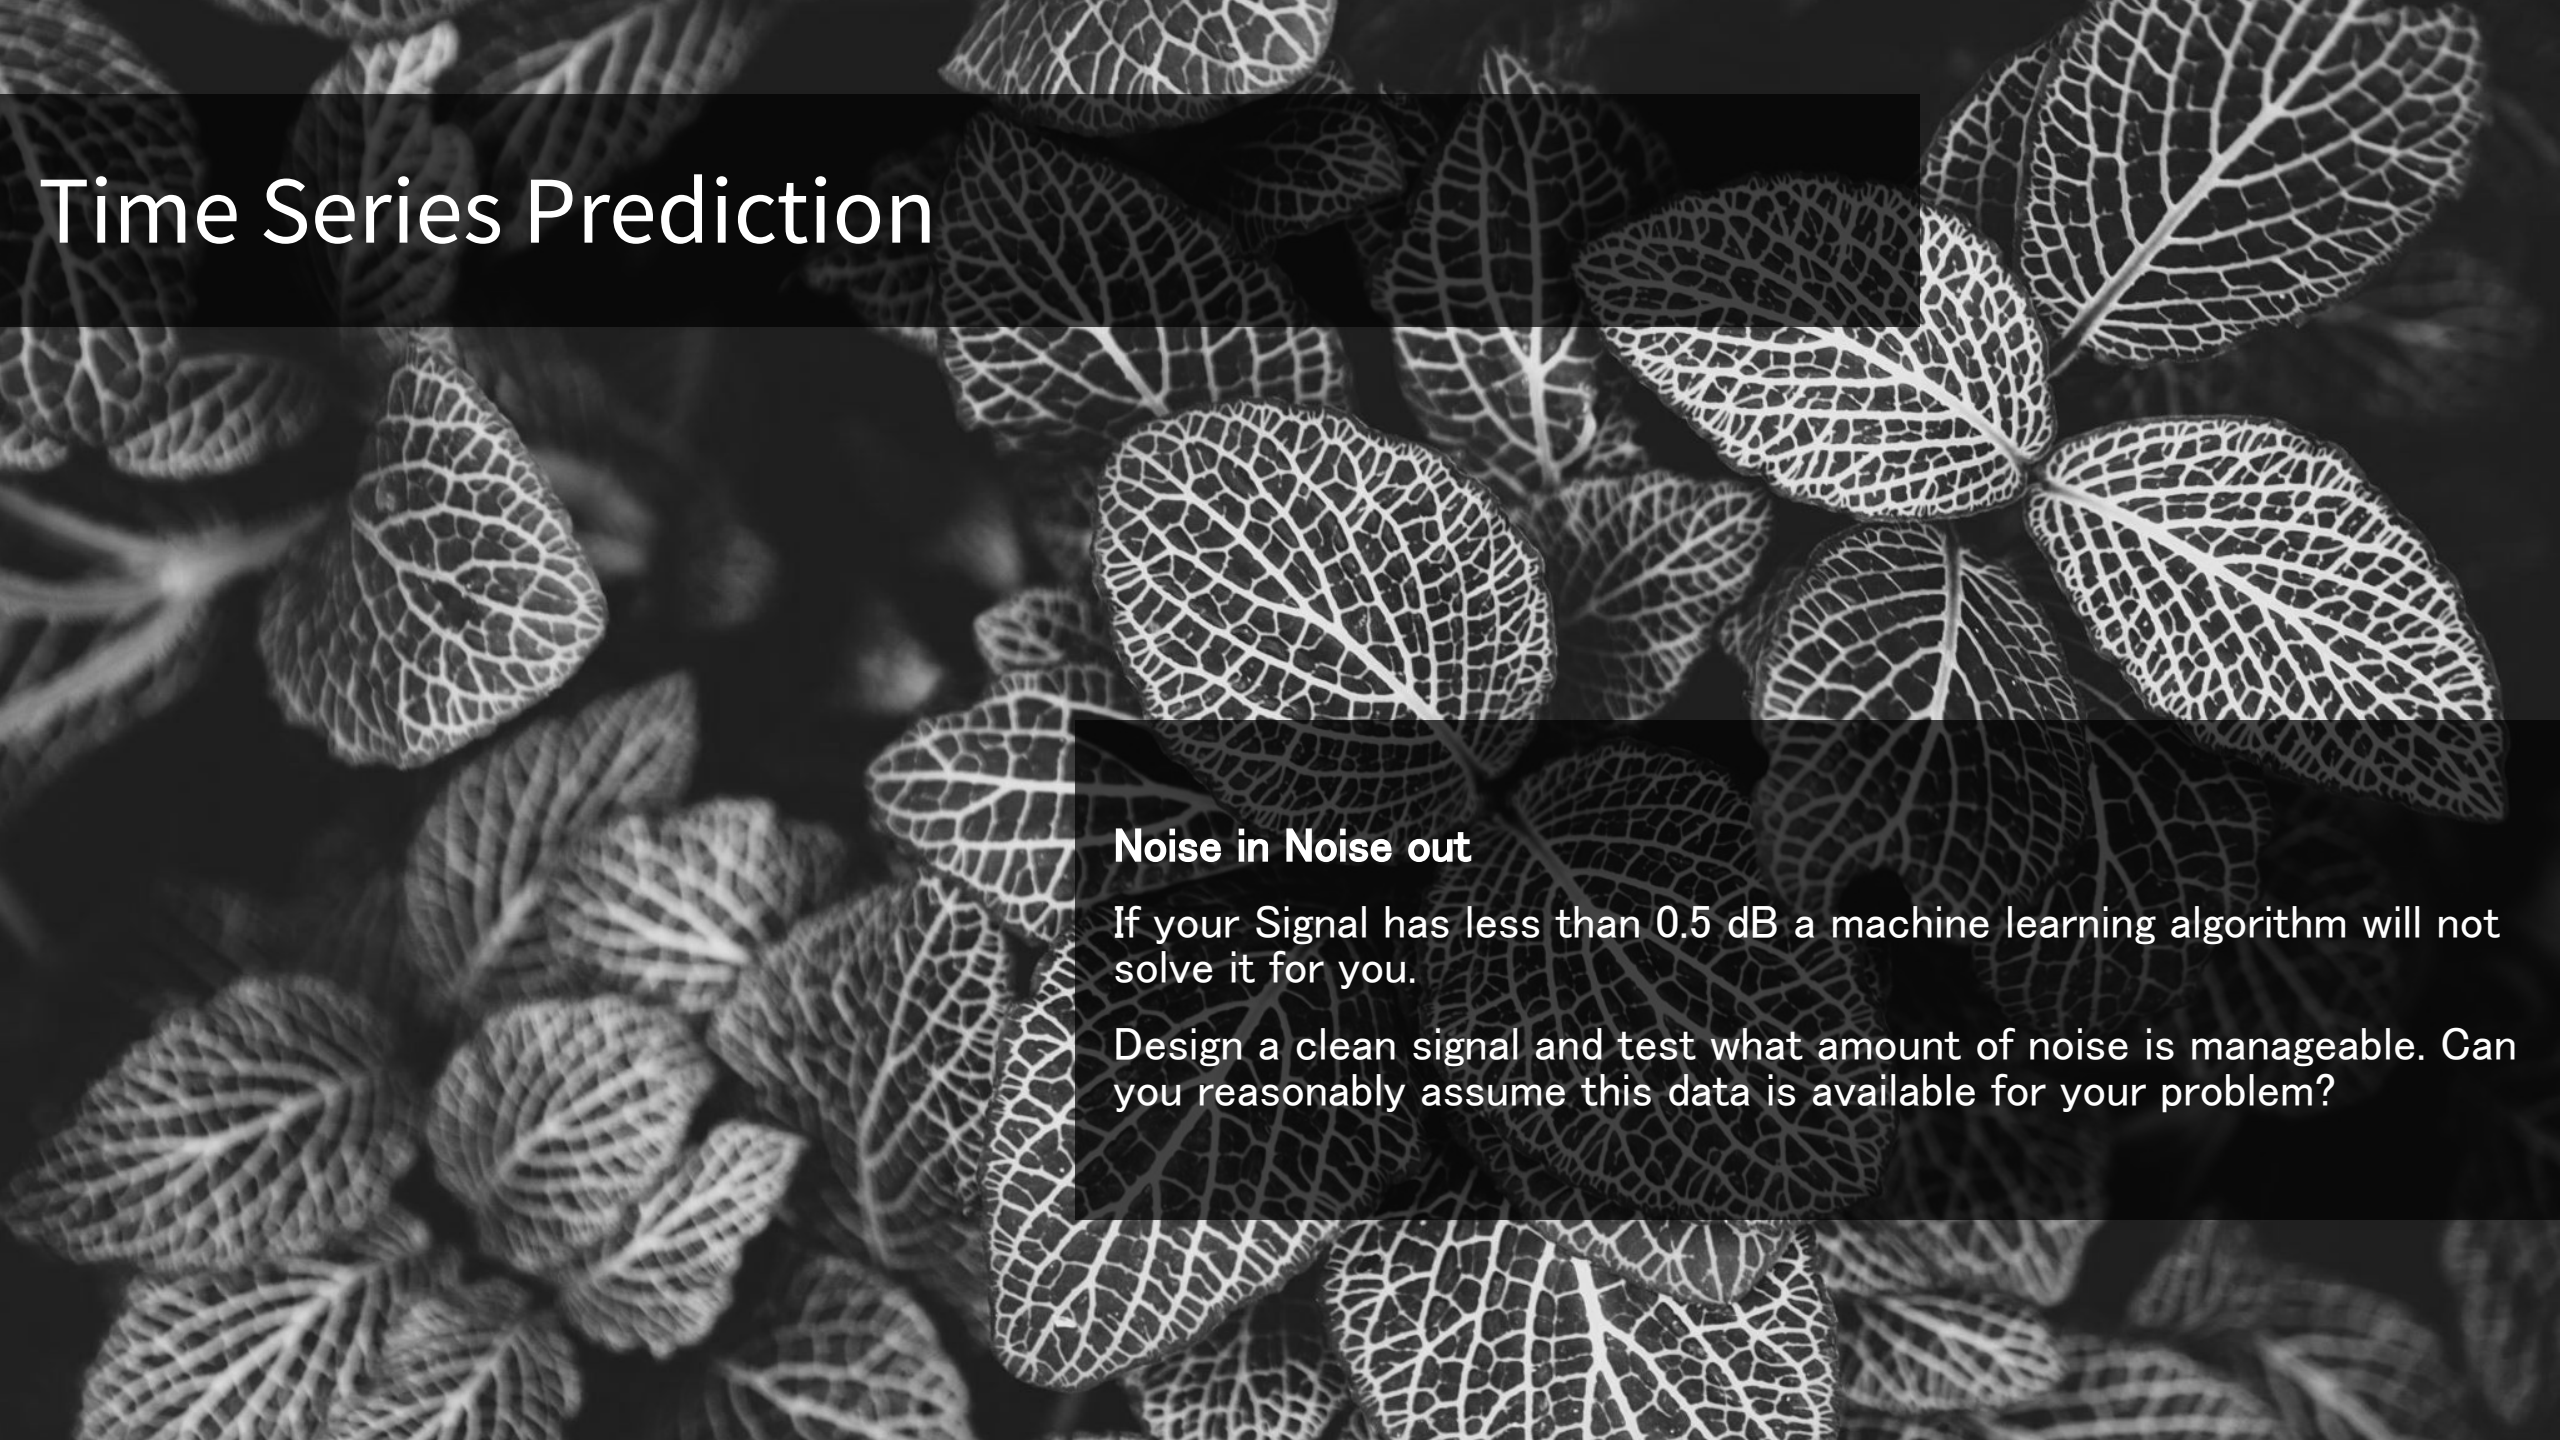 Time Series Prediction
Noise in Noise out
If your Signal has less than 0.5 dB a machine learning algorithm will not
solve it for you.
Design a clean signal and test what amount of noise is manageable. Can
you reasonably assume this data is available for your problem?